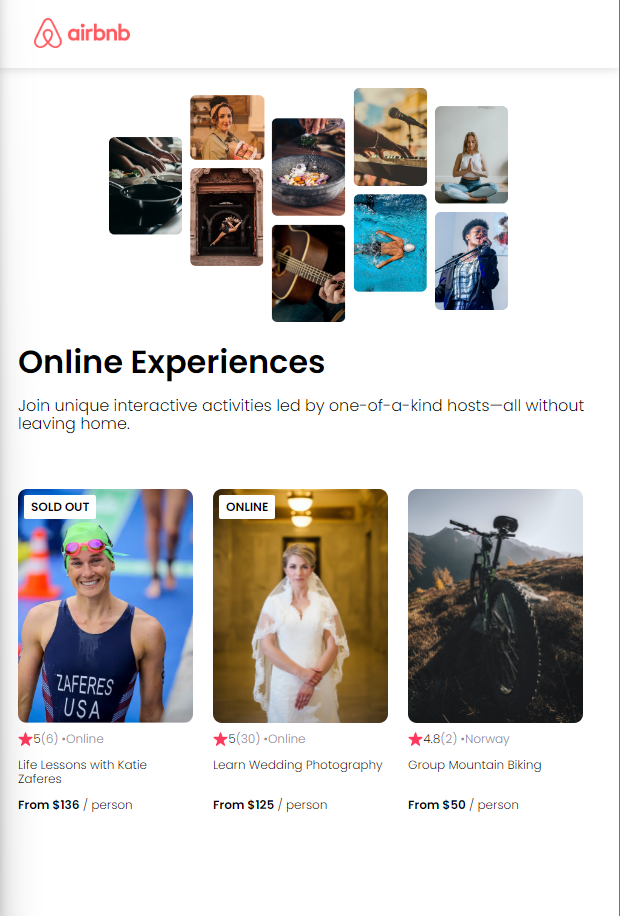 airbnb
Online Experiences
Join unique interactive activities led by one-of-a-kind hosts—all without
leaving home.
SOLD OUT
ZAFERES
USA
5(6) •Online
Life Lessons with Katie
Zaferes
From $136 / person
ONLINE
5(30) •Online
Learn Wedding Photography
From $125 / person
4.8(2) •Norway
Group Mountain Biking
From $50 / person